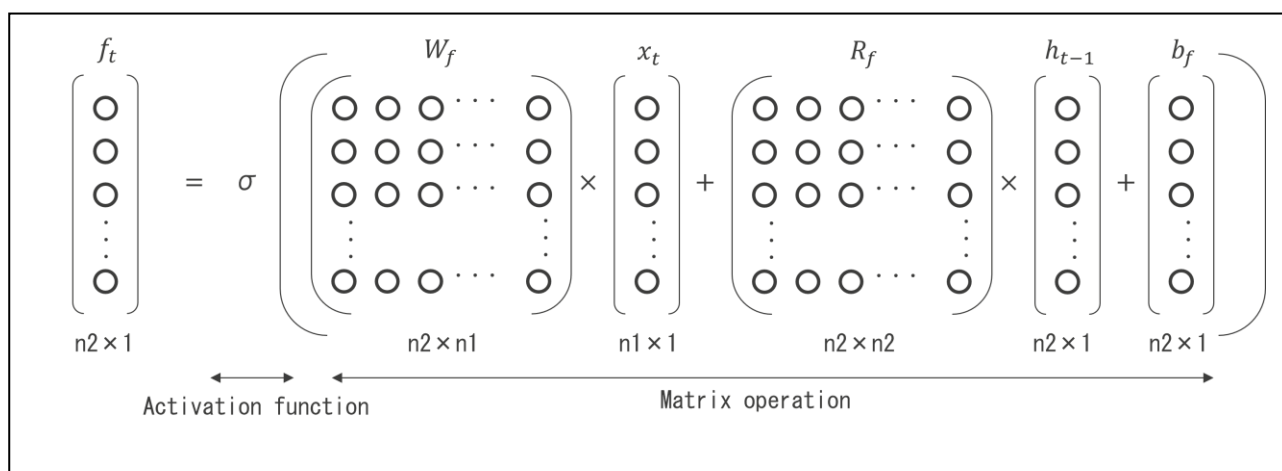 f_t W_f x_t R_f h_{t-1} b_f
= σ × + × +
n2×1 n2×n1 n1×1 n2×n2 n2×1 n2×1
Activation function Matrix operation